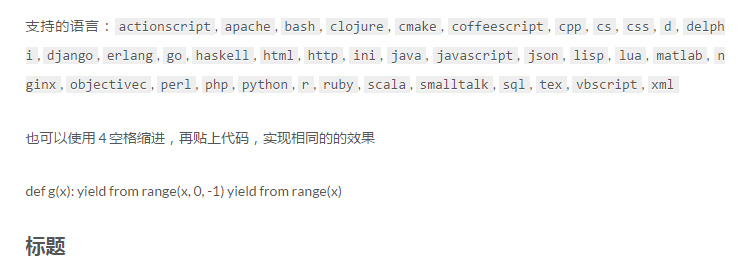 支持的语言：actionscript, apache, bash, clojure, cmake, coffeescript, cpp, cs, css, d, delph
i, django, erlang, go, haskell, html, http, ini, java, javascript, json, lisp, lua, matlab, n
ginx, objectivec, perl, php, python, r, ruby, scala, smalltalk, sql, tex, vbscript, xml
也可以使用 4 空格缩进，再贴上代码，实现相同的的效果
def g(x): yield from range(x, 0, -1) yield from range(x)
标题